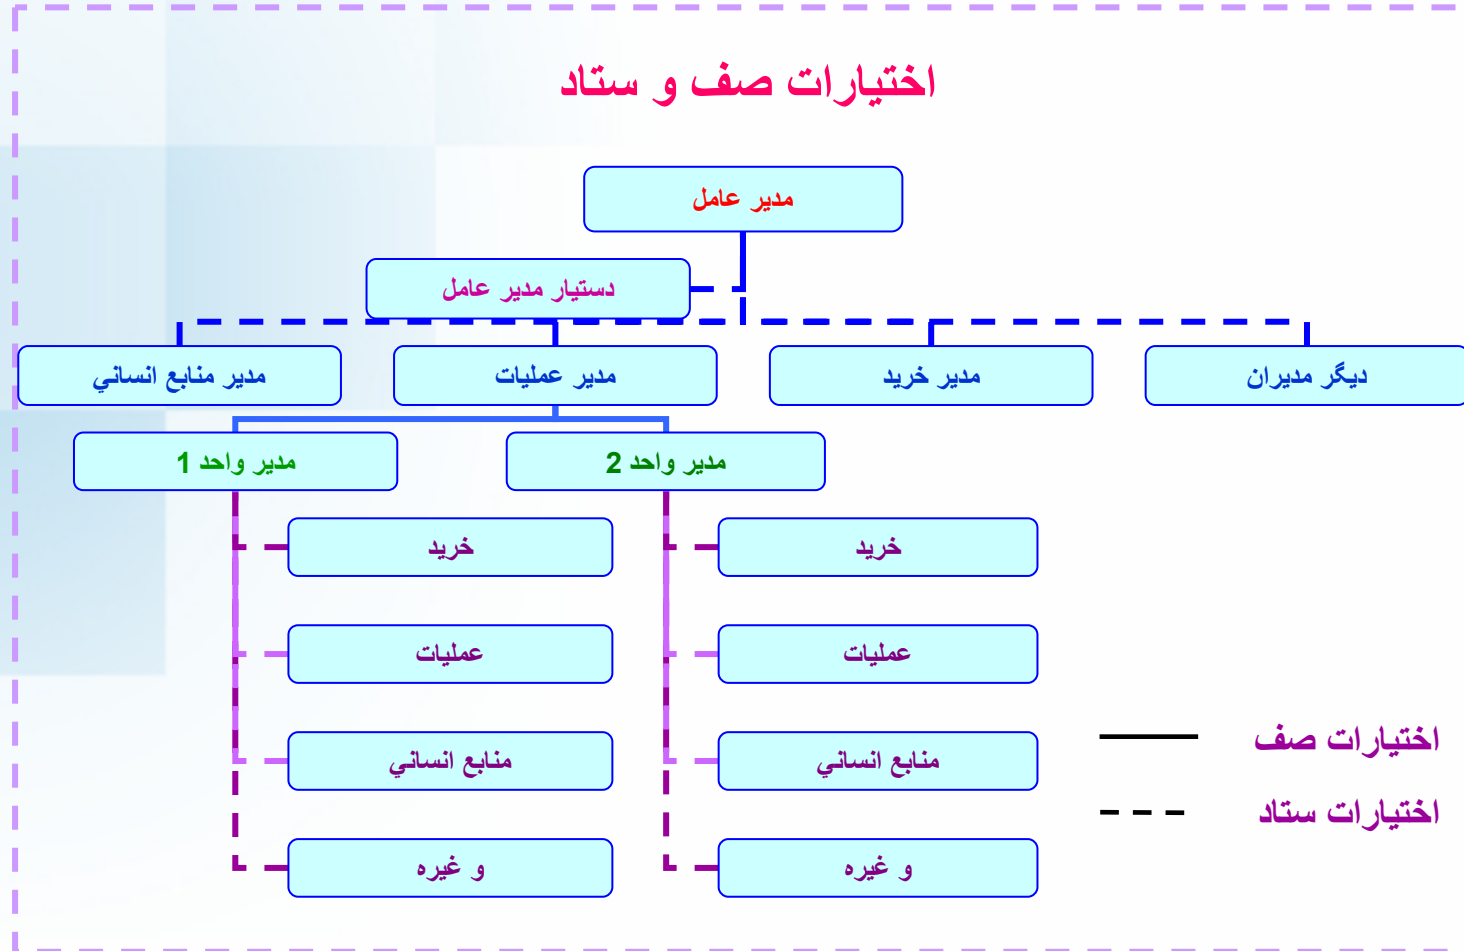 اختيارات صف و ستاد
مدير عامل
دستيار مدير عامل
ديگر مديران
مدير خريد
مدير عمليات
مدير منابع انساني
مدير واحد 2
مدير واحد 1
خريد
خريد
عمليات
عمليات
اختيارات صف
منابع انساني
منابع انساني
اختيارات ستاد
و غيره
و غيره